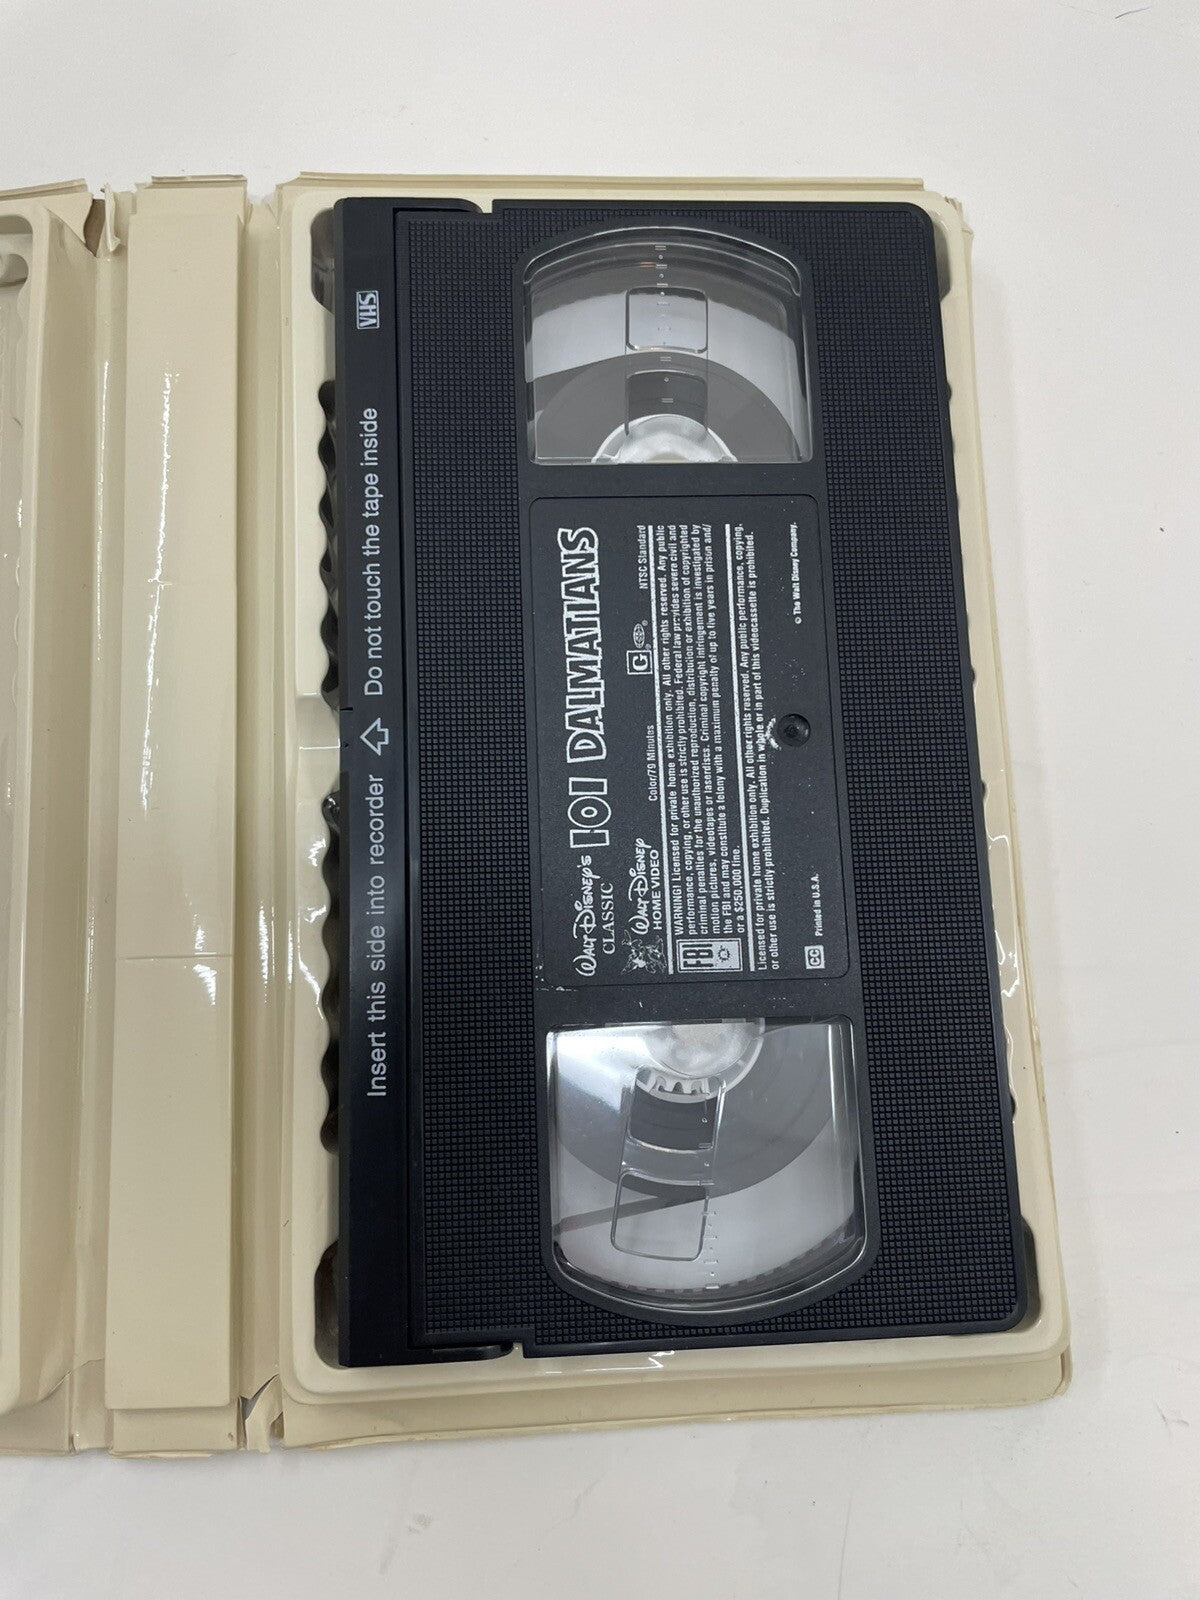 VHS
Insert this side into recorder Do not touch the tape inside
Walt Disney's
CLASSIC
101 DALMATIANS
Walt Disney
HOME VIDEO
Color/79 Minutes
G
NTSC Standard
FBI
WARNING! Licensed for private home exhibition only. All other rights reserved. Any public
performance, copying, or other use is strictly prohibited. Federal law provides severe civil and
criminal penalties for the unauthorized reproduction, distribution or exhibition of copyrighted
motion pictures, videotapes or laserdiscs. Criminal copyright infringement is investigated by
the FBI and may constitute a felony with a maximum penalty of up to five years in prison and/
or a $250,000 fine.
Licensed for private home exhibition only. All other rights reserved. Any public performance, copying,
or other use is strictly prohibited. Duplication in whole or in part of this videocassette is prohibited.
CC
Printed in U.S.A.
© The Walt Disney Company.